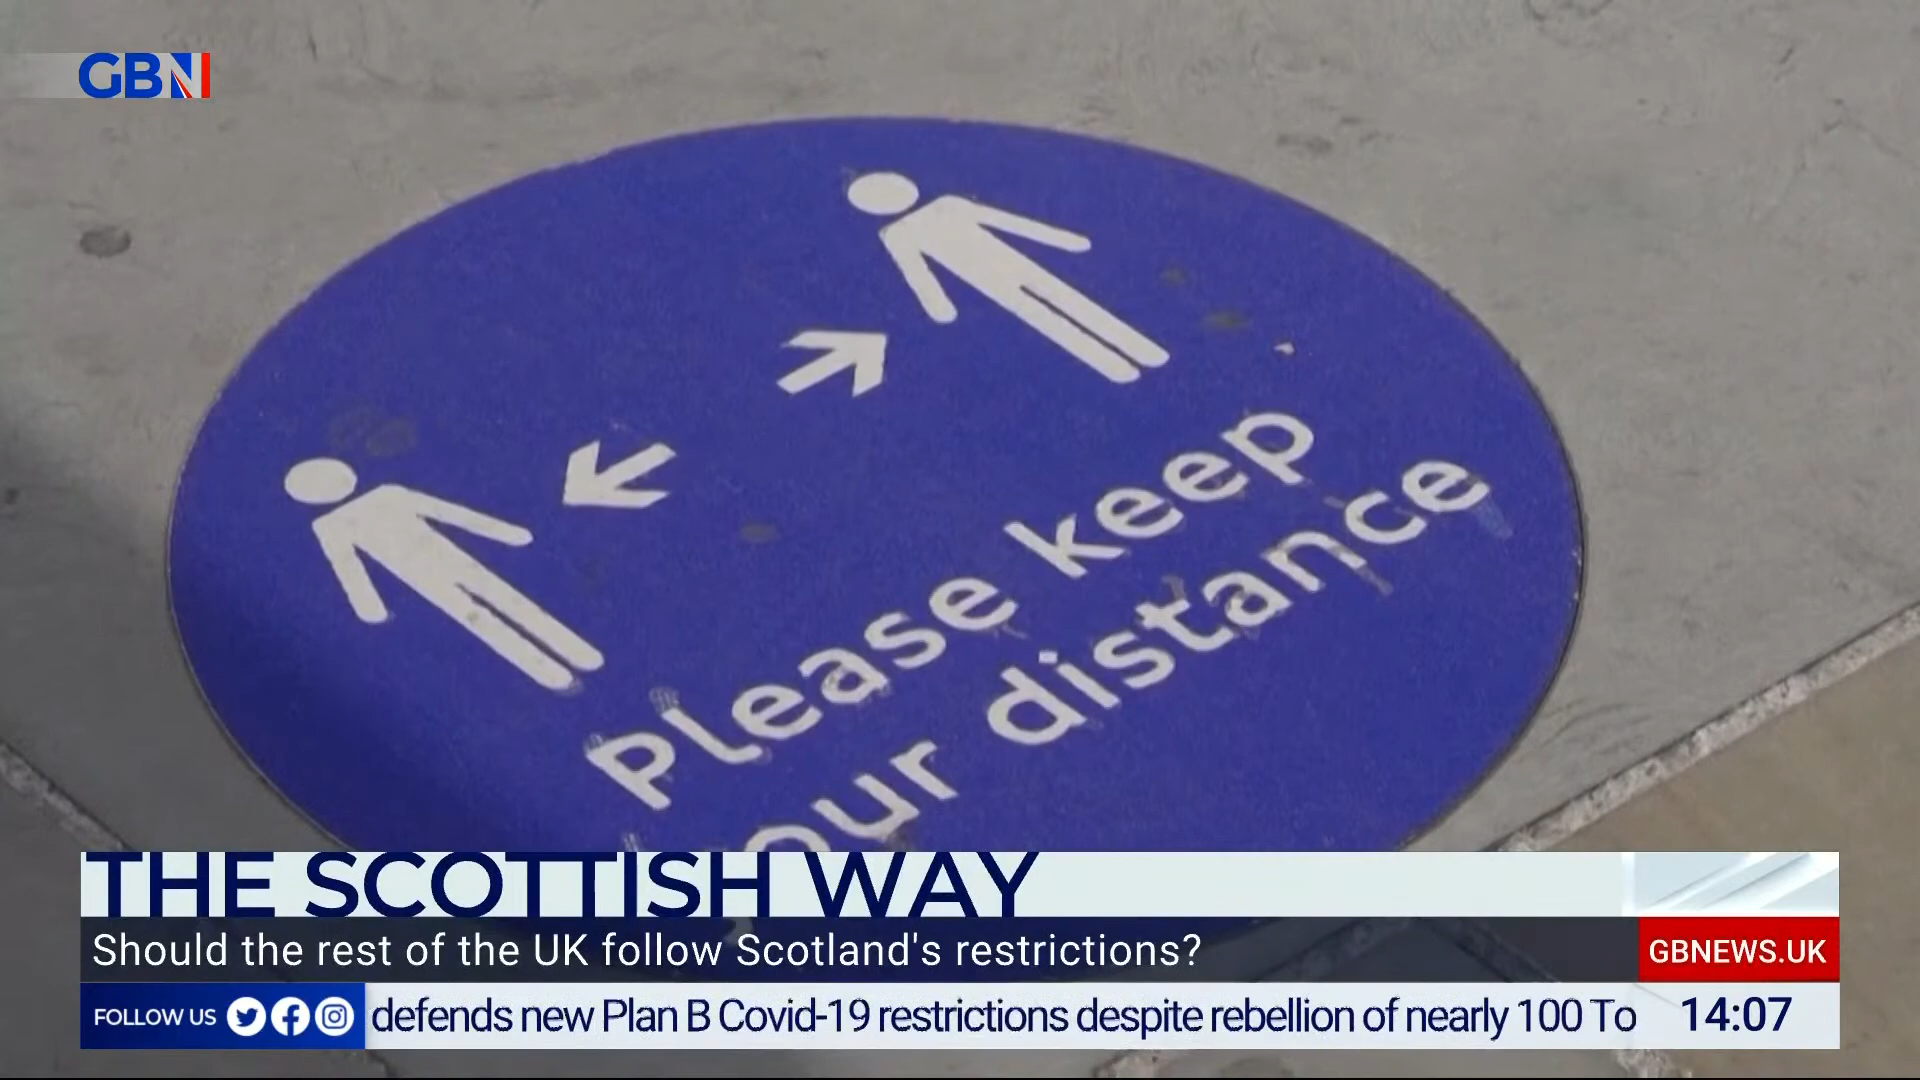 GBN
Please keep
our distance
THE SCOTTISH WAY
Should the rest of the UK follow Scotland's restrictions?
GBNEWS.UK
FOLLOW US
defends new Plan B Covid-19 restrictions despite rebellion of nearly 100 To
14:07